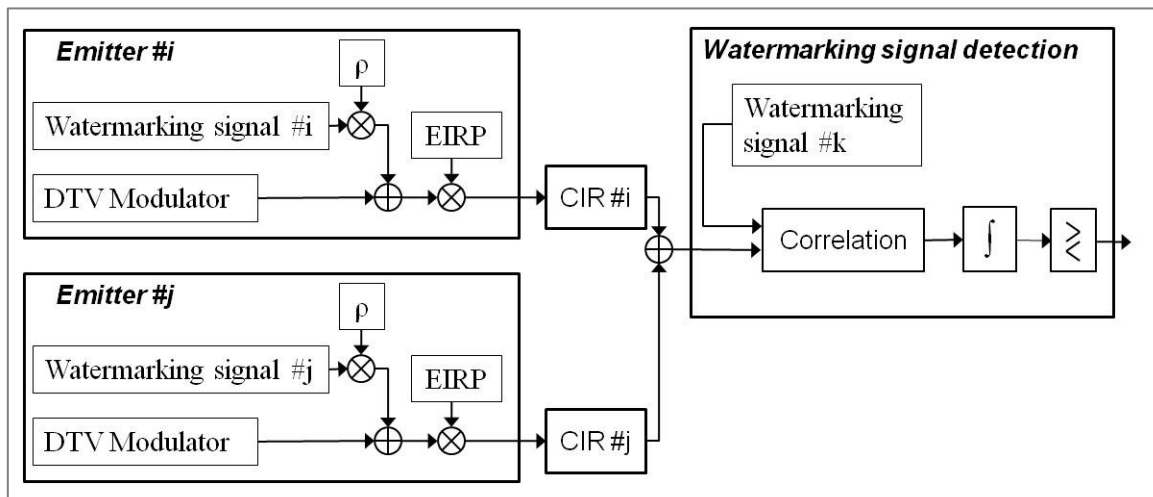 Emitter #i
ρ
Watermarking signal #i
EIRP
DTV Modulator
CIR #i
Emitter #j
ρ
Watermarking signal #j
EIRP
DTV Modulator
CIR #j
Watermarking signal detection
Watermarking
signal #k
Correlation
∫
>
<